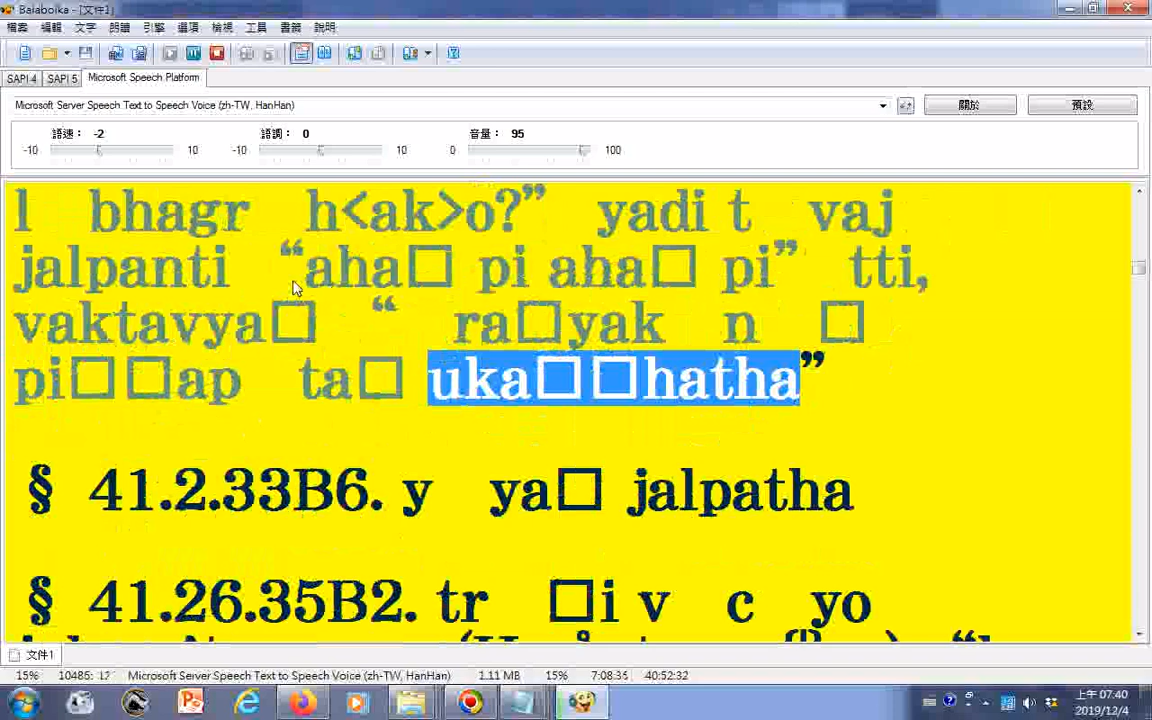 Balabolka - [文件1]
檔案 編輯 文字 朗讀 引擎 選項 檢視 工具 書籤 說明
SAPI 4 SAPI 5 Microsoft Speech Platform
Microsoft Server Speech Text to Speech Voice (zh-TW, HanHan) 關於 預設
語速： -2 語調： 0 音量： 95
-10 10 -10 10 0 100
l bhagr h<ak>o?” yadi t vaj
jalpanti “aha□ pi aha□ pi” tti,
vaktavya□ “ ra□yak n □
pi□□ap ta□ uka□□hatha”
§ 41.2.33B6. y ya□ jalpatha
§ 41.26.35B2. tr □i v c yo
文件1
15% 10485: 12 Microsoft Server Speech Text to Speech Voice (zh-TW, HanHan) 1.11 MB 15% 7:08:35 40:52:32
上午 07:40
2019/12/4